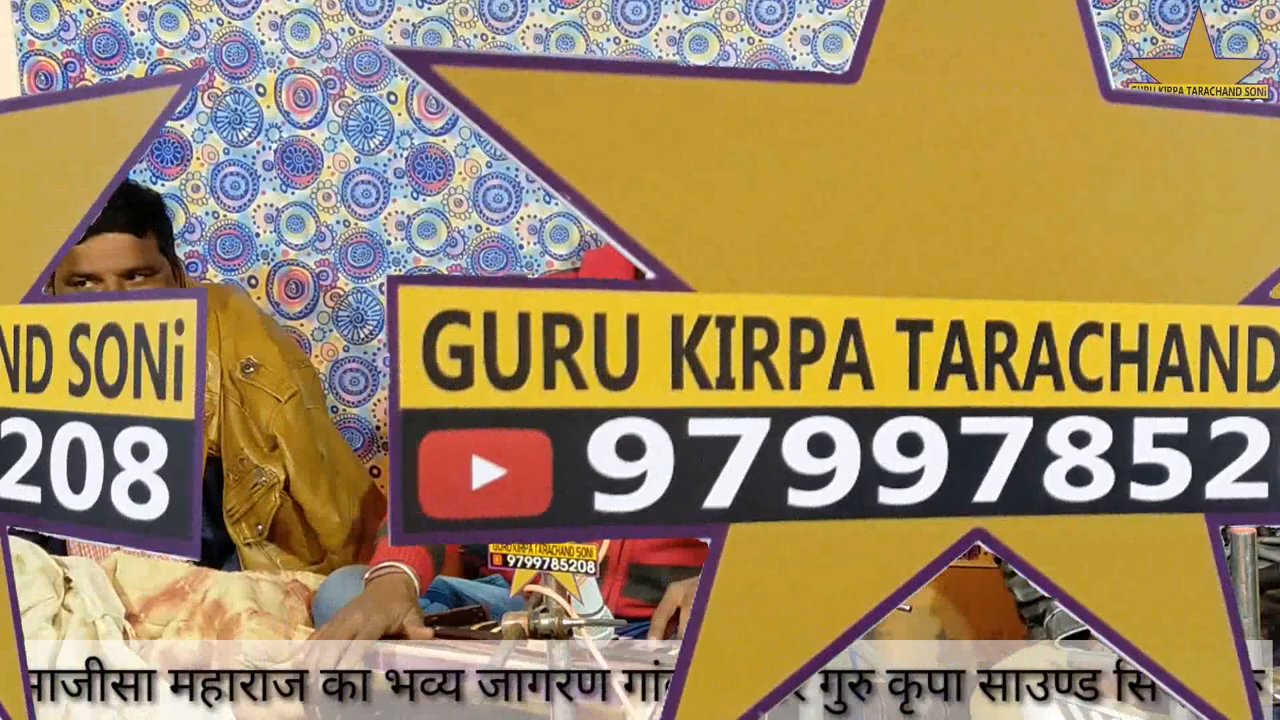 GURU KIRPA TARACHAND SONi
ND SONi
208
GURU KIRPA TARACHAND
97997852
GURU KIRPA TARACHAND SONi
9799785208
माजीसा महाराज का भव्य जागरण गां
गुरु कृपा साउण्ड सि